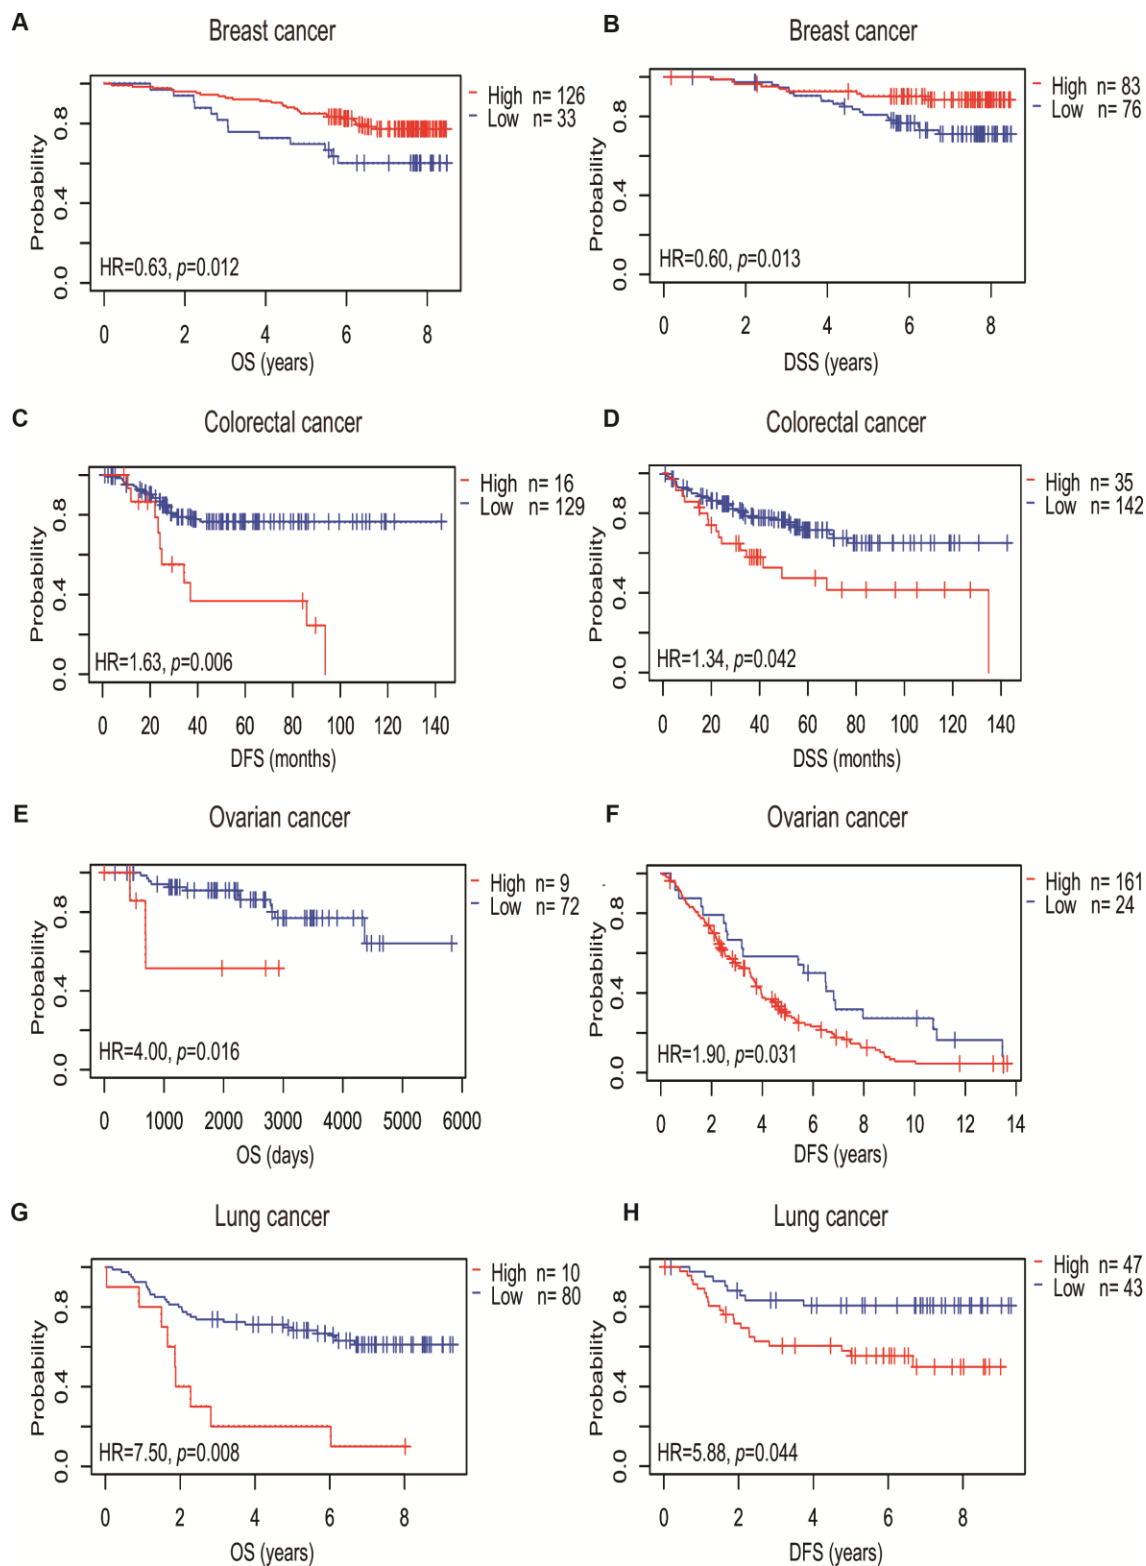 A
Breast cancer
High n= 126
Low n= 33
Probability
0.0 0.4 0.8
HR=0.63, p=0.012
0 2 4 6 8
OS (years)
B
Breast cancer
High n= 83
Low n= 76
Probability
0.0 0.4 0.8
HR=0.60, p=0.013
0 2 4 6 8
DSS (years)
C
Colorectal cancer
High n= 16
Low n= 129
Probability
0.0 0.4 0.8
HR=1.63, p=0.006
0 20 40 60 80 100 120 140
DFS (months)
D
Colorectal cancer
High n= 35
Low n= 142
Probability
0.0 0.4 0.8
HR=1.34, p=0.042
0 20 40 60 80 100 120 140
DSS (months)
E
Ovarian cancer
High n= 9
Low n= 72
Probability
0.0 0.4 0.8
HR=4.00, p=0.016
0 1000 2000 3000 4000 5000 6000
OS (days)
F
Ovarian cancer
High n= 161
Low n= 24
Probability
0.0 0.4 0.8
HR=1.90, p=0.031
0 2 4 6 8 10 12 14
DFS (years)
G
Lung cancer
High n= 10
Low n= 80
Probability
0.0 0.4 0.8
HR=7.50, p=0.008
0 2 4 6 8
OS (years)
H
Lung cancer
High n= 47
Low n= 43
Probability
0.0 0.4 0.8
HR=5.88, p=0.044
0 2 4 6 8
DFS (years)